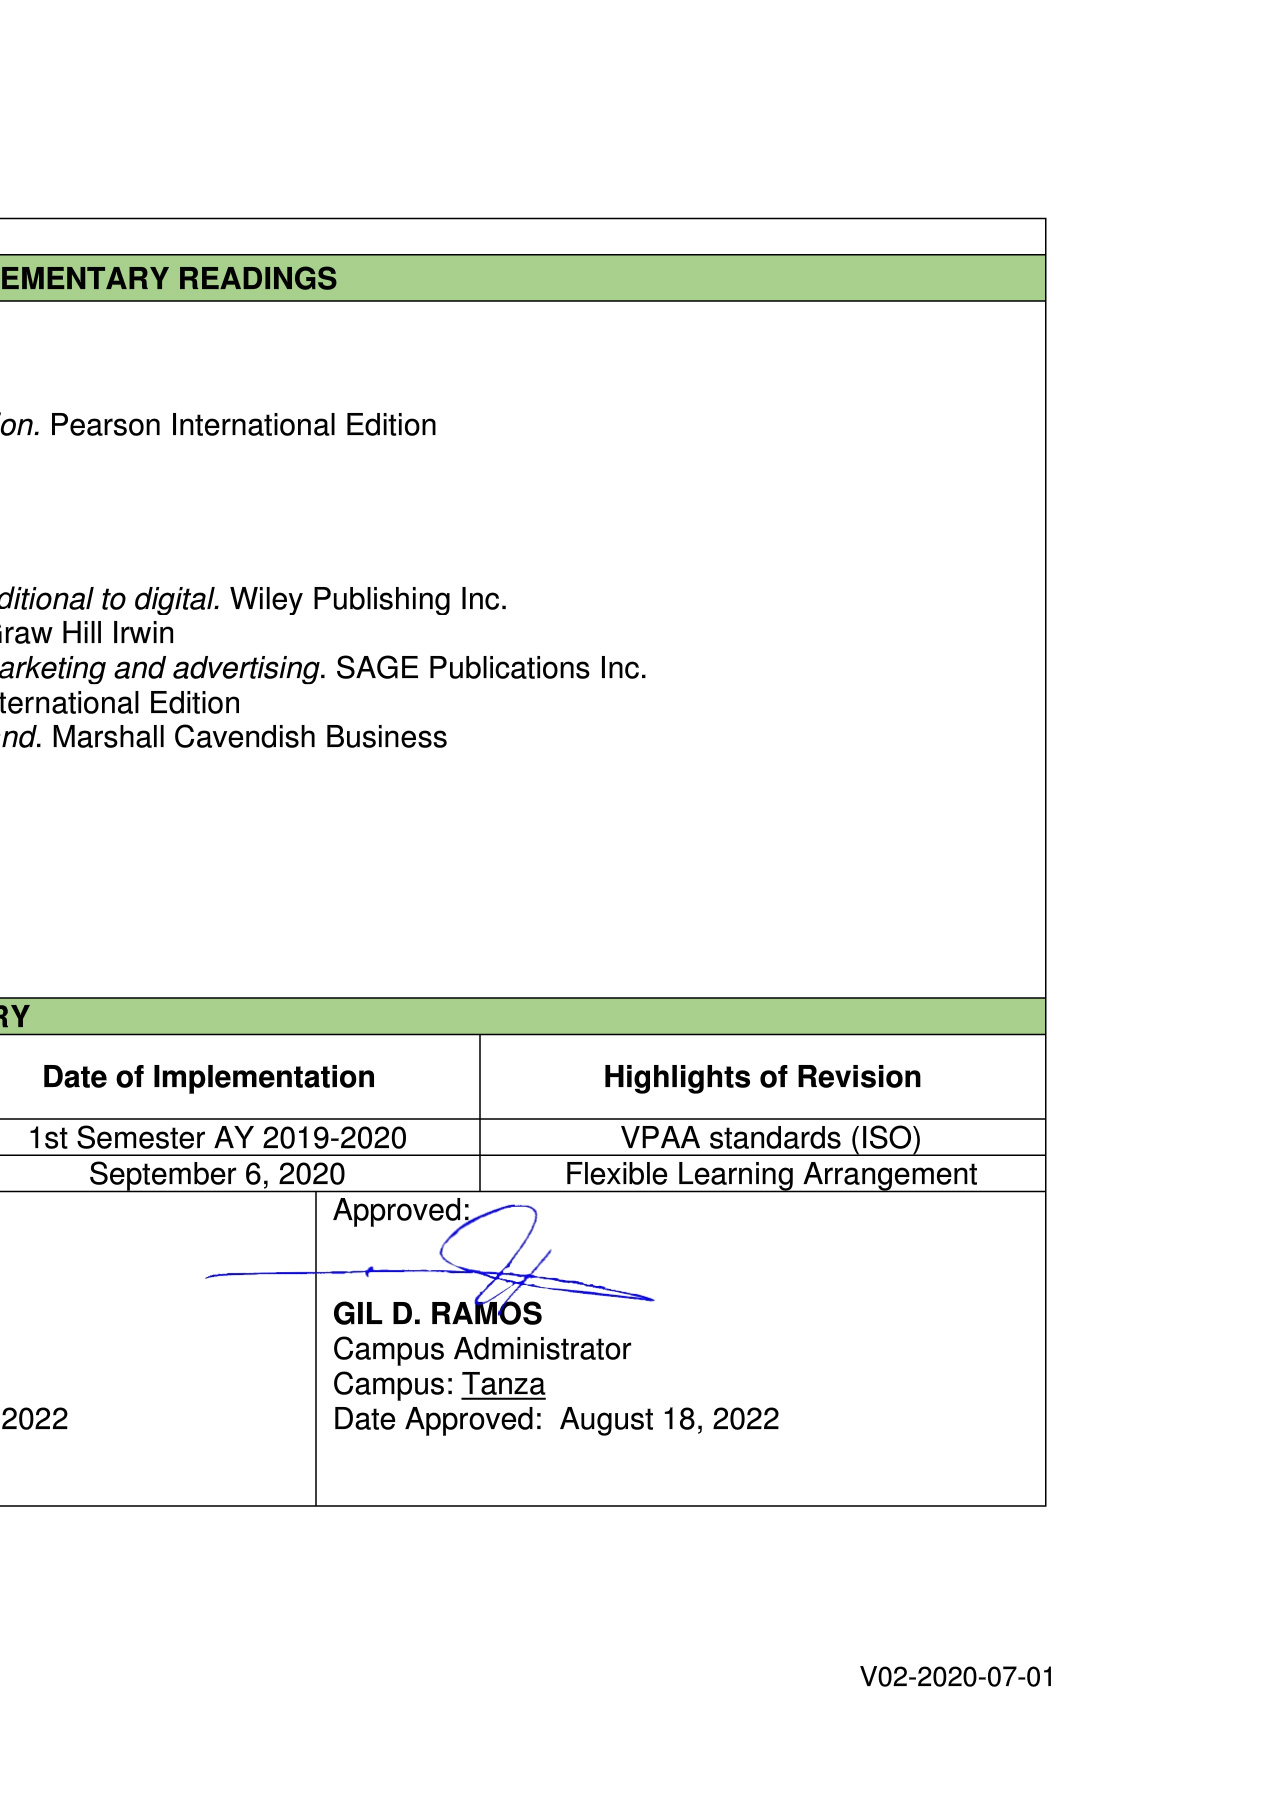 EMENTARY READINGS
ion. Pearson International Edition
ditional to digital. Wiley Publishing Inc.
Graw Hill Irwin
arketing and advertising. SAGE Publications Inc.
ternational Edition
and. Marshall Cavendish Business
RY
Date of Implementation Highlights of Revision
1st Semester AY 2019-2020 VPAA standards (ISO)
September 6, 2020 Flexible Learning Arrangement
Approved:
GIL D. RAMOS
Campus Administrator
Campus: Tanza
2022 Date Approved: August 18, 2022
V02-2020-07-01